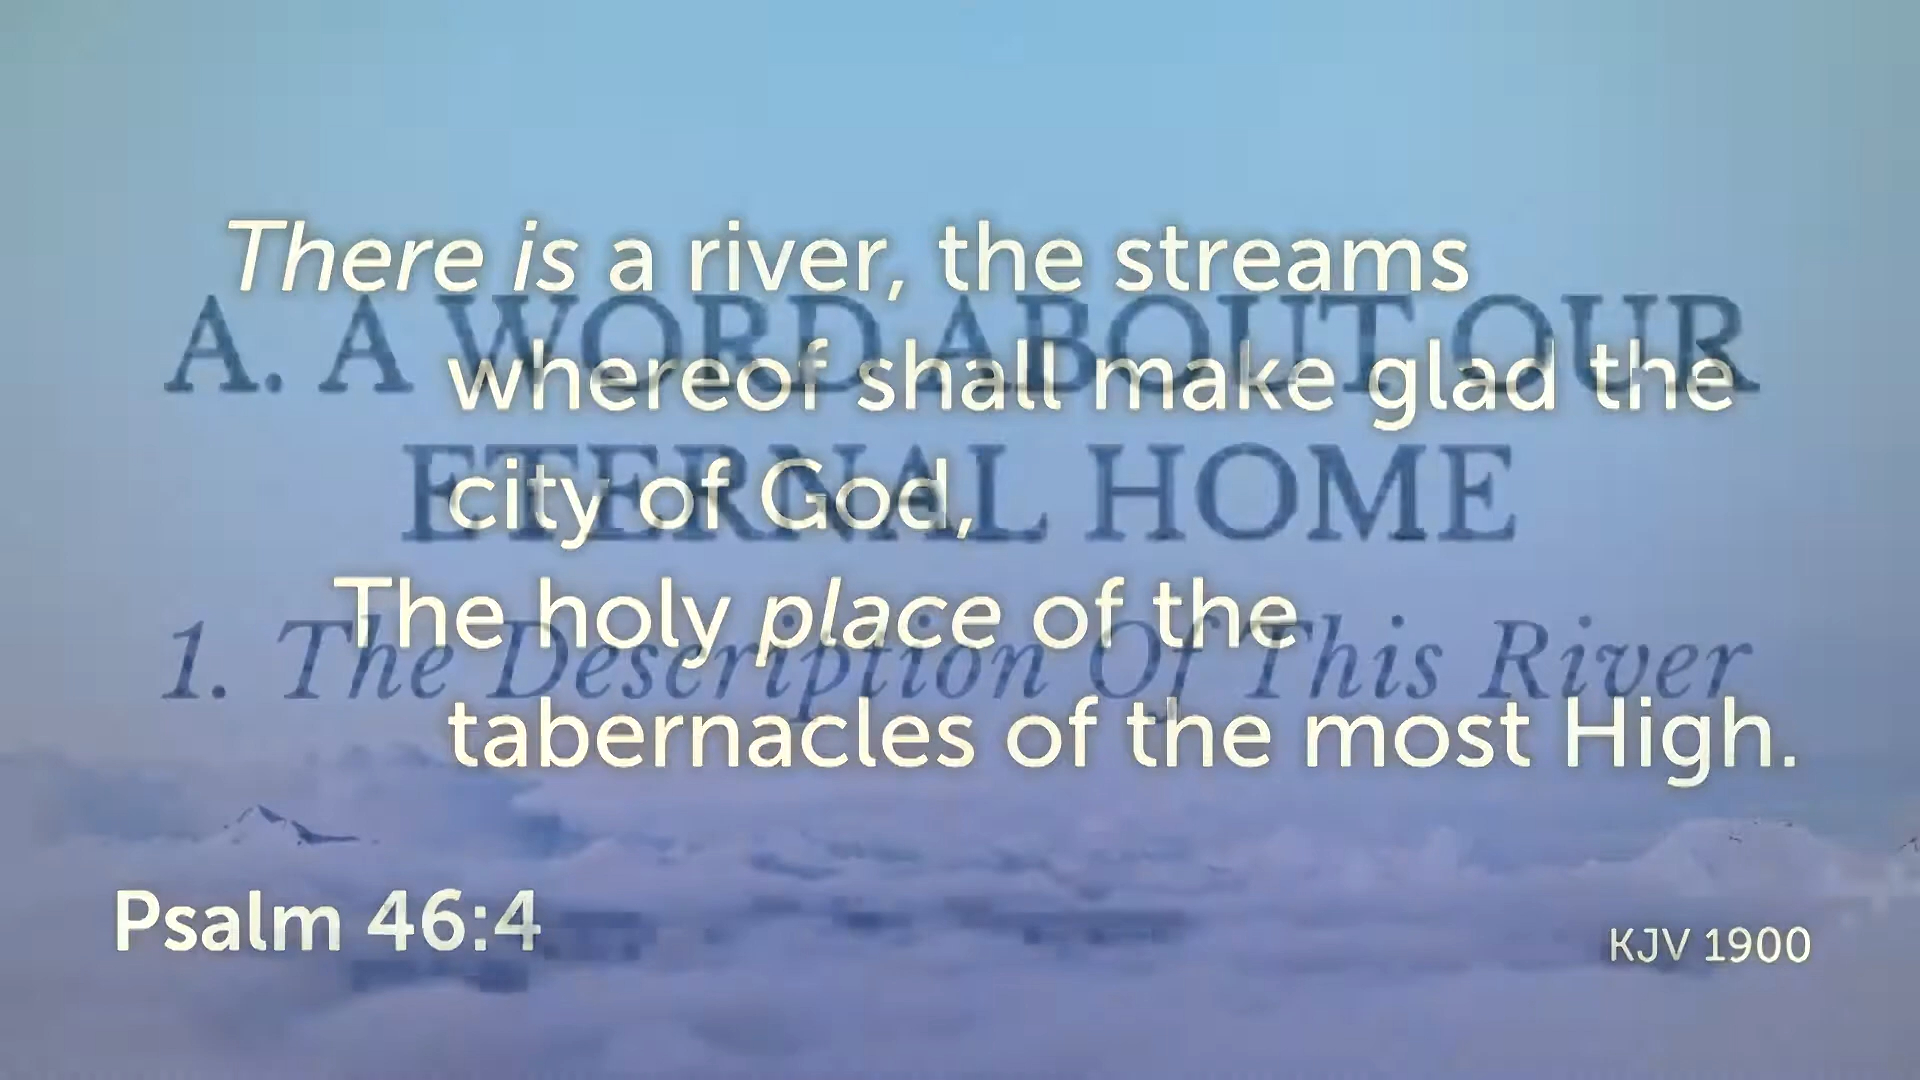 There is a river, the streams
whereof shall make glad the
city of God,
The holy place of the
tabernacles of the most High.
Psalm 46:4
KJV 1900
A. A WORD ABOUT OUR
ETERNAL HOME
1. The Description Of This River